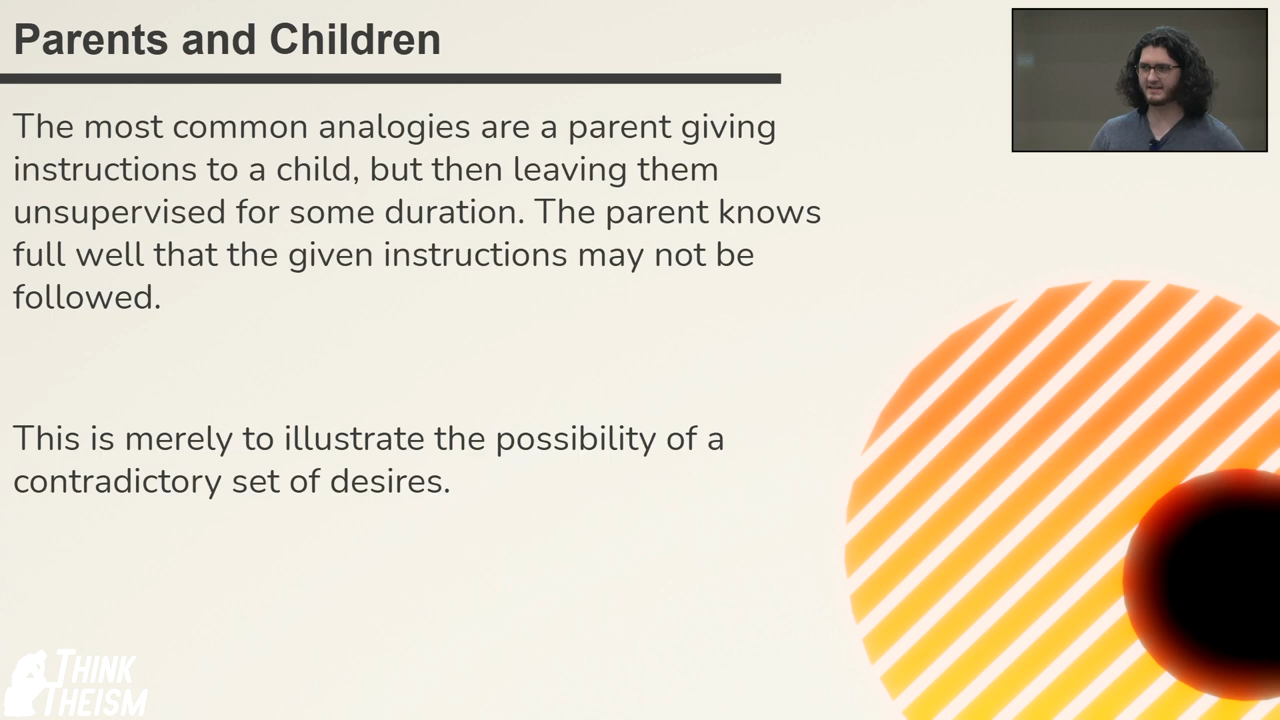 Parents and Children
The most common analogies are a parent giving
instructions to a child, but then leaving them
unsupervised for some duration. The parent knows
full well that the given instructions may not be
followed.
This is merely to illustrate the possibility of a
contradictory set of desires.
THINK
THEISM